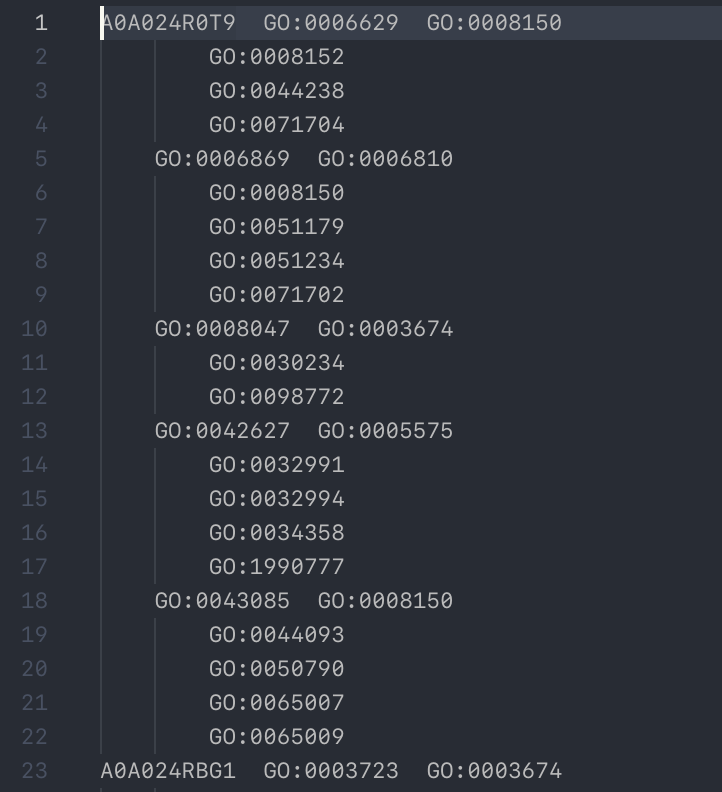 1 A0A024R0T9 GO:0006629 GO:0008150
2 GO:0008152
3 GO:0044238
4 GO:0071704
5 GO:0006869 GO:0006810
6 GO:0008150
7 GO:0051179
8 GO:0051234
9 GO:0071702
10 GO:0008047 GO:0003674
11 GO:0030234
12 GO:0098772
13 GO:0042627 GO:0005575
14 GO:0032991
15 GO:0032994
16 GO:0034358
17 GO:1990777
18 GO:0043085 GO:0008150
19 GO:0044093
20 GO:0050790
21 GO:0065007
22 GO:0065009
23 A0A024RBG1 GO:0003723 GO:0003674